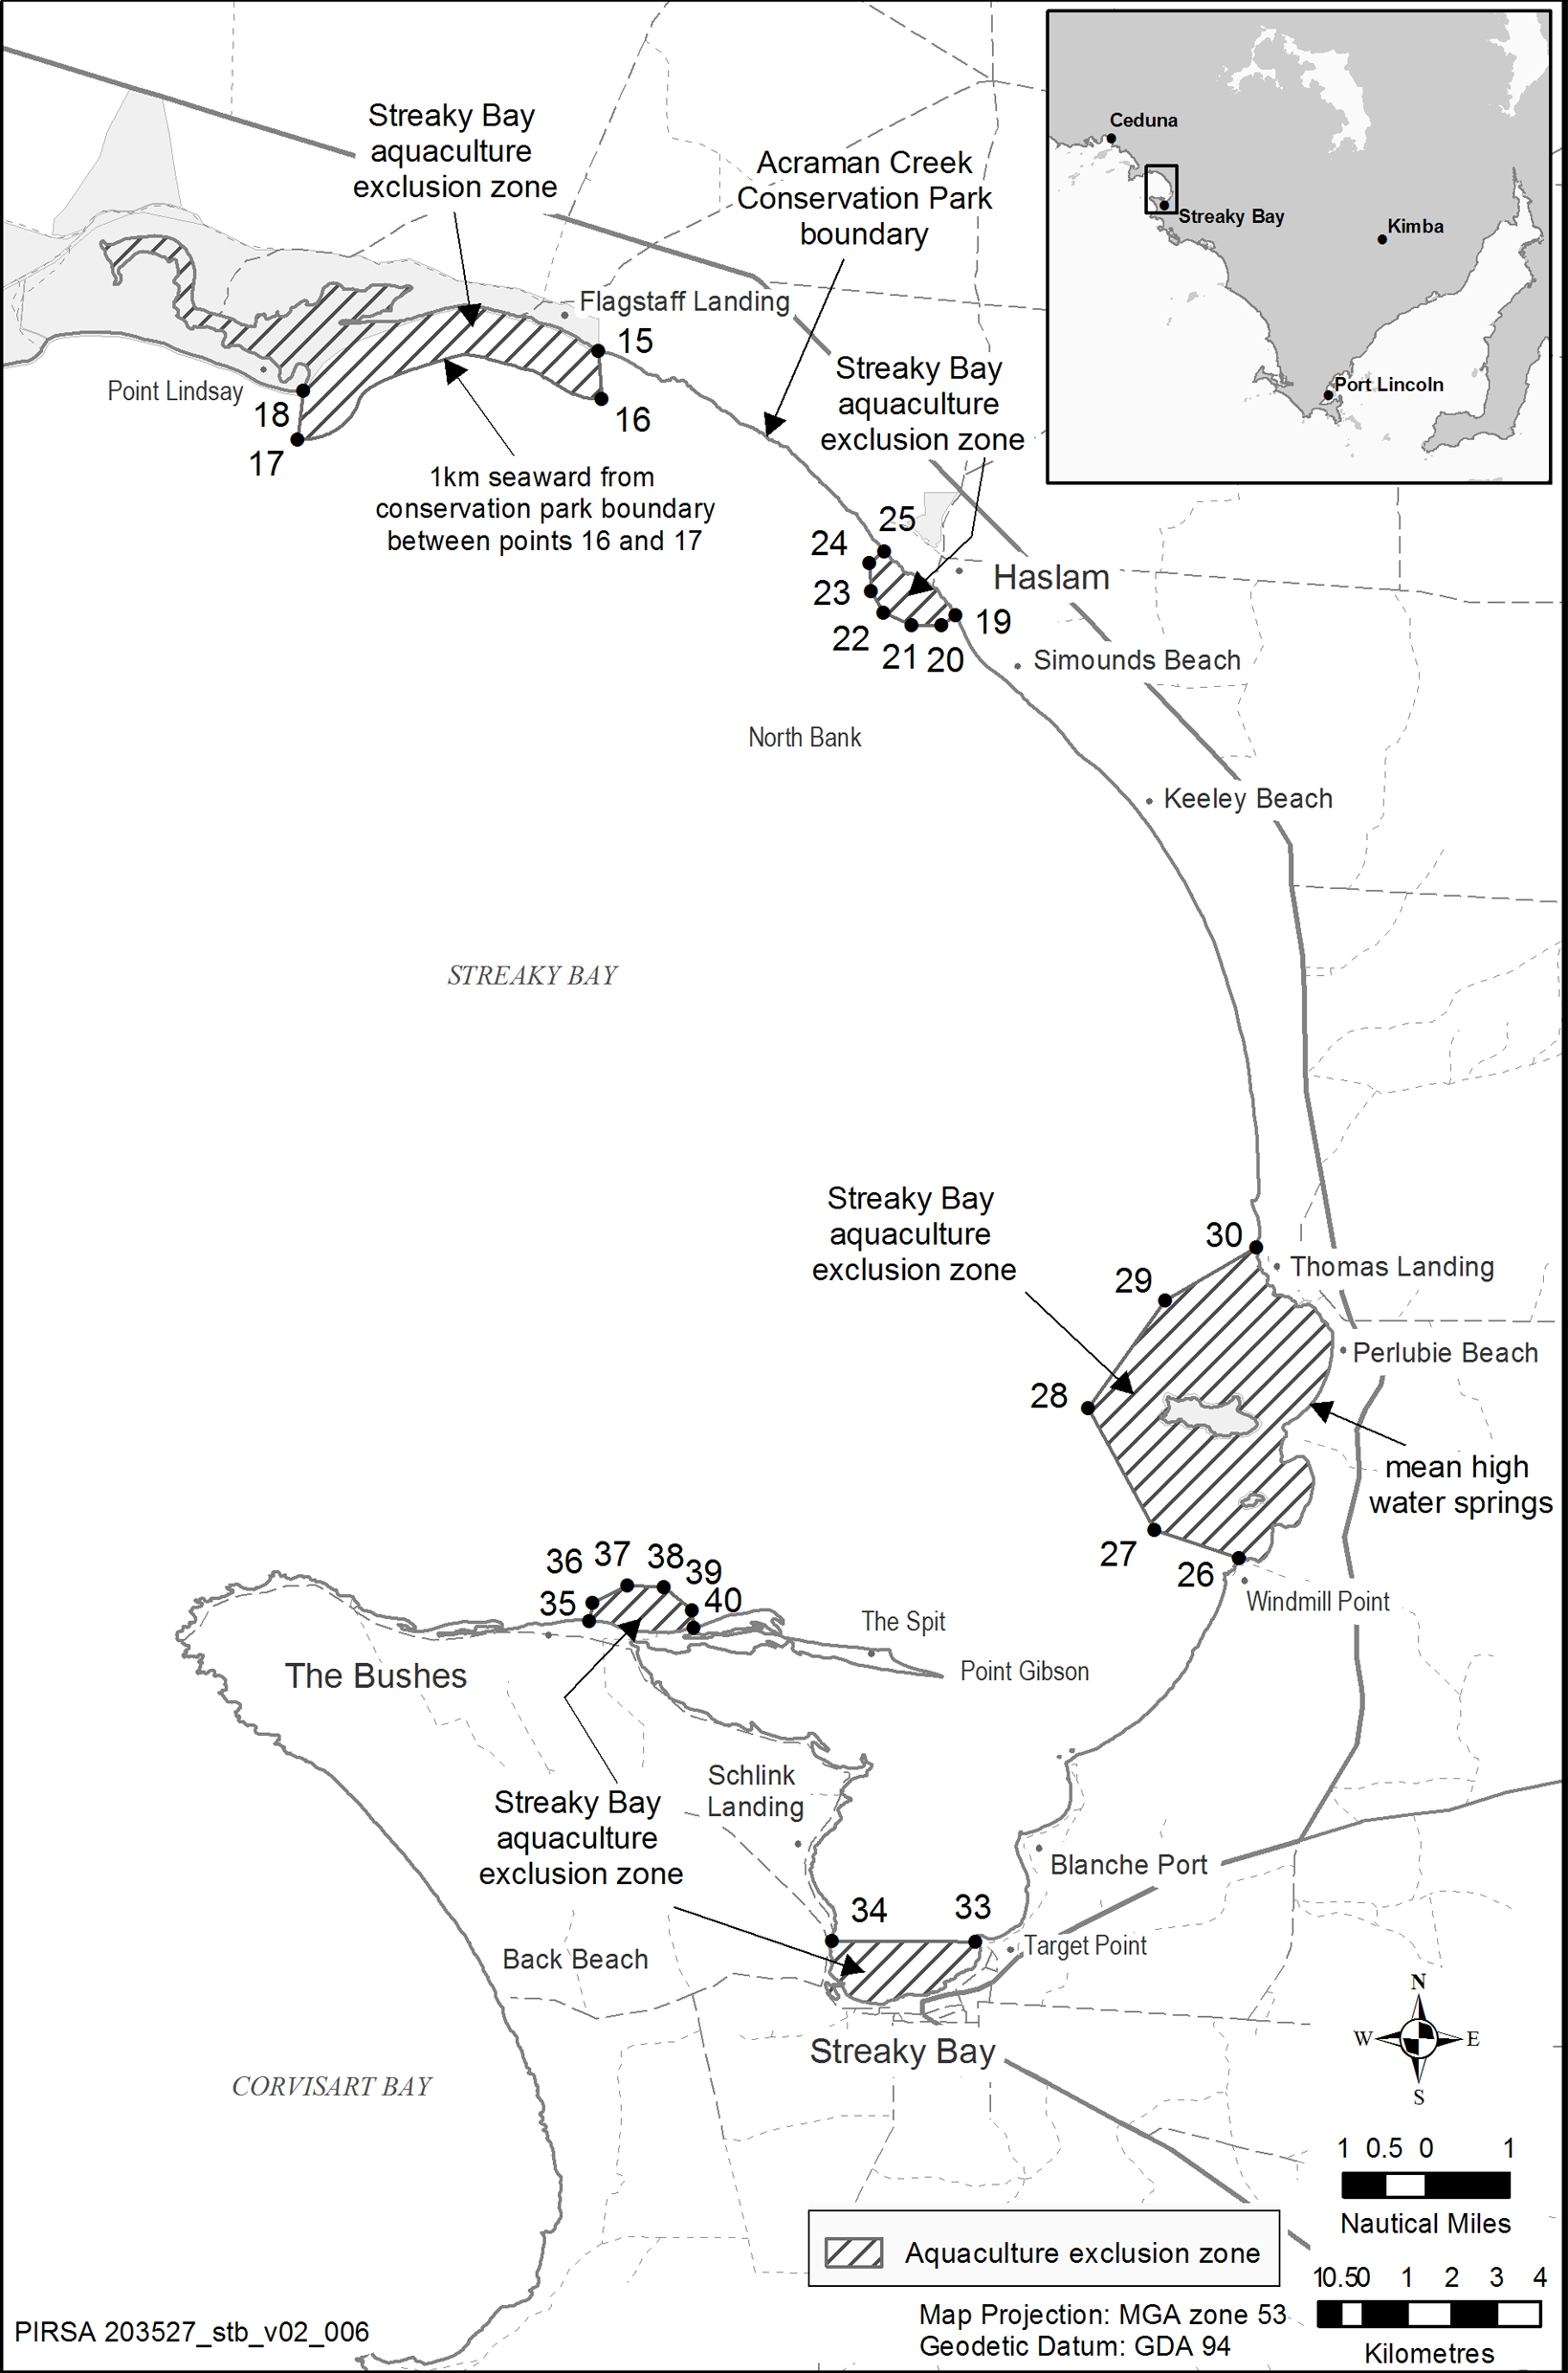 Streaky Bay
aquaculture
exclusion zone
Acraman Creek
Conservation Park
boundary
Ceduna
Streaky Bay
Kimba
Port Lincoln
Flagstaff Landing
15
16
Point Lindsay
18
17
1km seaward from
conservation park boundary
between points 16 and 17
Streaky Bay
aquaculture
exclusion zone
25
24
23
22
21
20
19
Haslam
Simounds Beach
North Bank
Keeley Beach
STREAKY BAY
Streaky Bay
aquaculture
exclusion zone
30
29
28
27
26
Thomas Landing
Perlubie Beach
mean high
water springs
Windmill Point
36
37
38
39
35
40
The Spit
Point Gibson
The Bushes
Schlink
Landing
Streaky Bay
aquaculture
exclusion zone
Blanche Port
34
33
Target Point
Back Beach
Streaky Bay
CORVISART BAY
N
W
E
S
1 0.5 0 1
Nautical Miles
Aquaculture exclusion zone
10.50 1 2 3 4
Kilometres
Map Projection: MGA zone 53
Geodetic Datum: GDA 94
PIRSA 203527_stb_v02_006